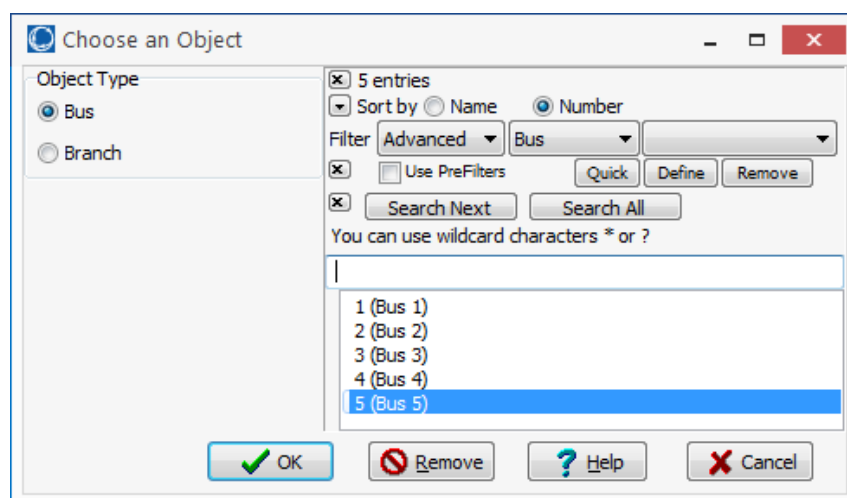 Choose an Object
Object Type
Bus
Branch
5 entries
Sort by Name Number
Filter Advanced Bus
Use PreFilters Quick Define Remove
Search Next Search All
You can use wildcard characters * or ?
1 (Bus 1)
2 (Bus 2)
3 (Bus 3)
4 (Bus 4)
5 (Bus 5)
OK Remove Help Cancel